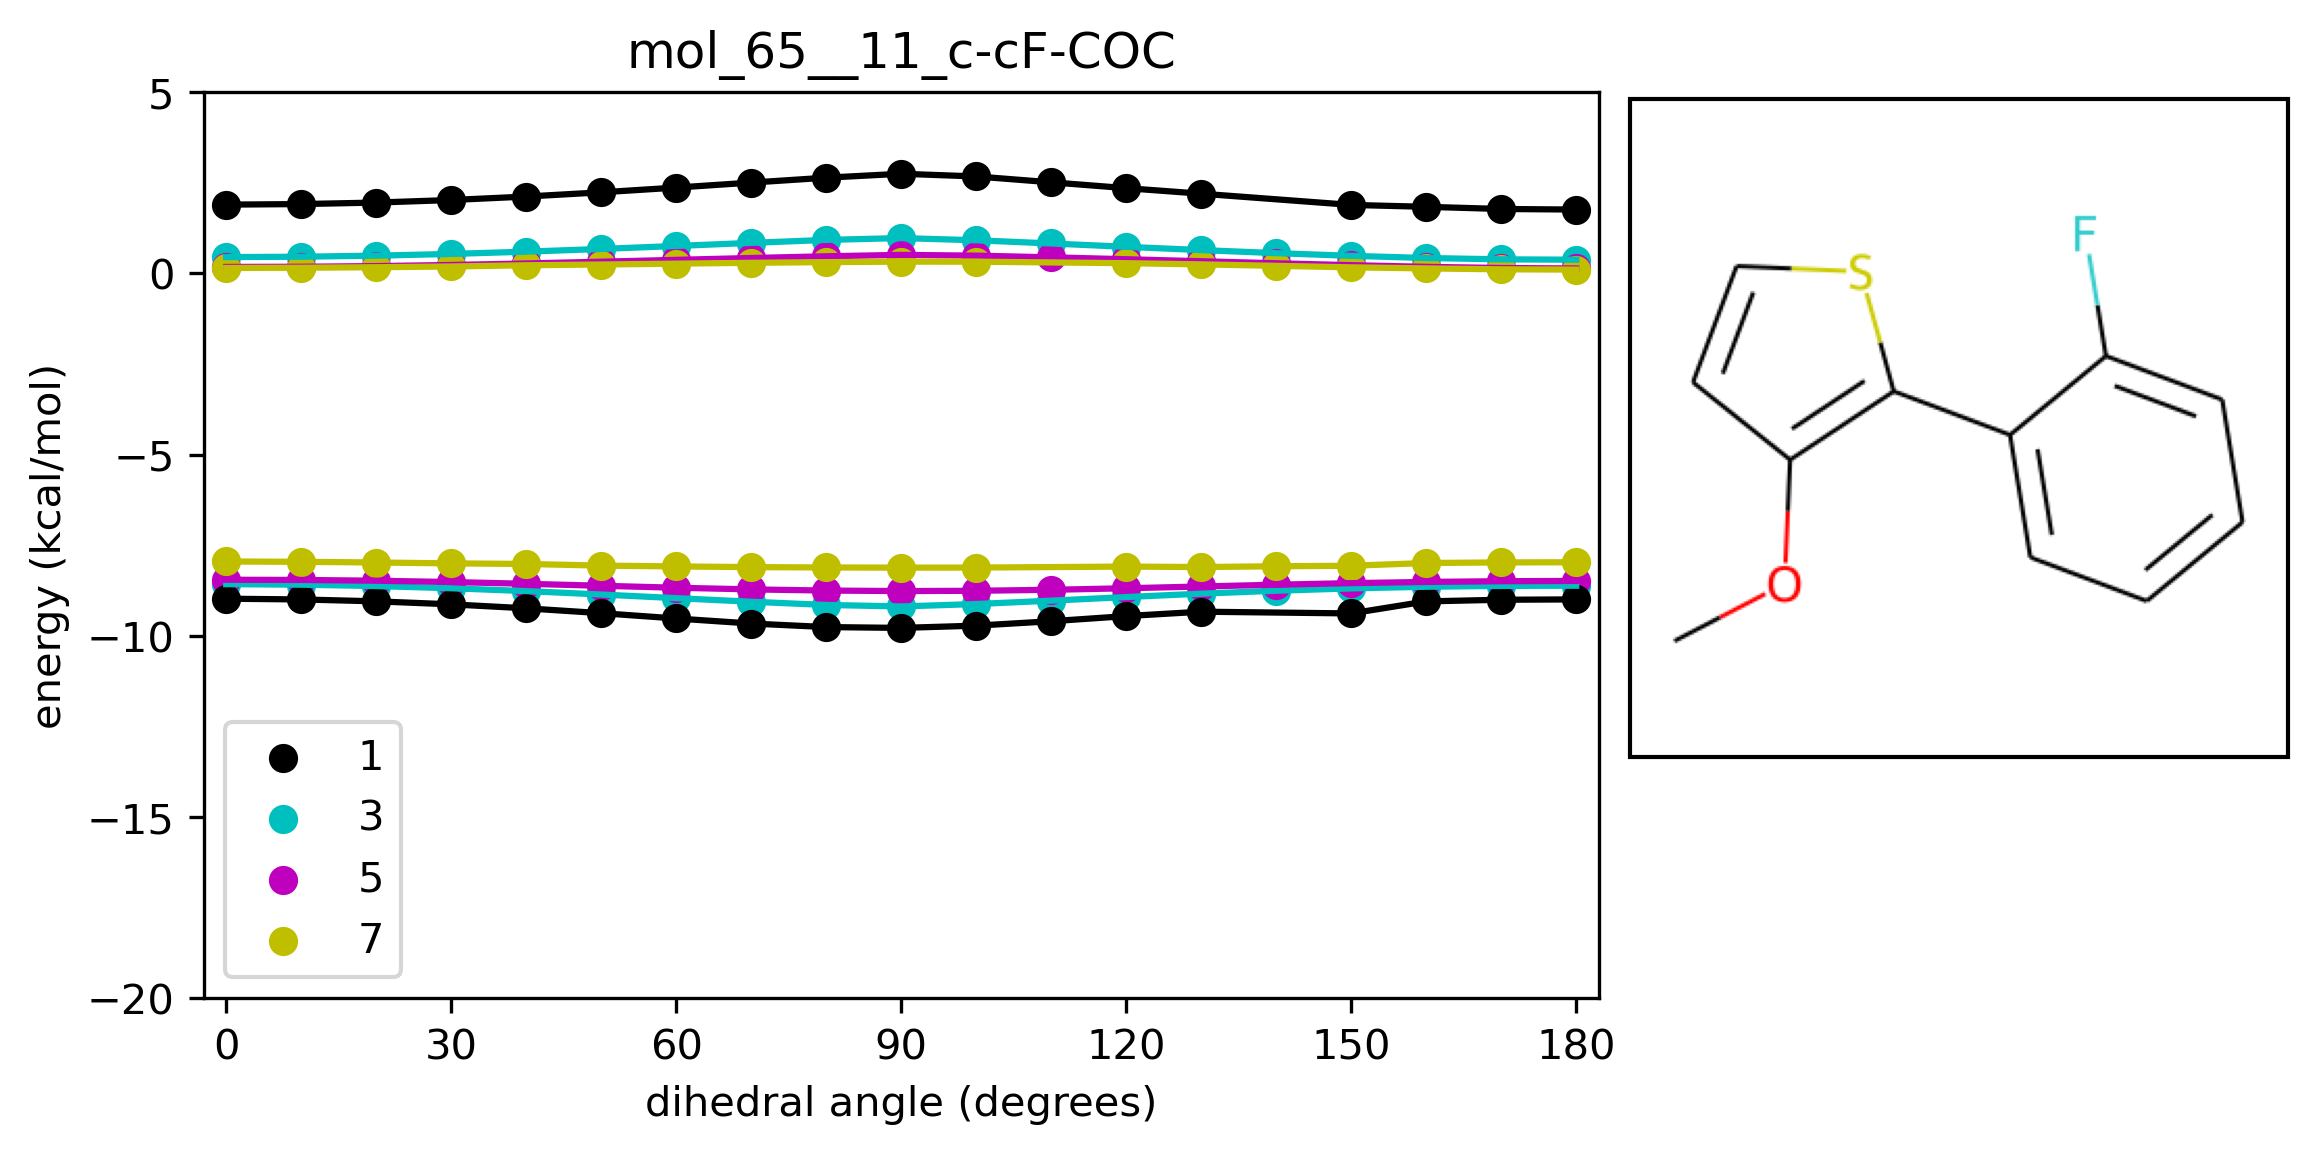 mol_65__11_c-cF-COC
5
0
−5
−10
−15
−20
energy (kcal/mol)
0 30 60 90 120 150 180
dihedral angle (degrees)
1
3
5
7
F
S
O